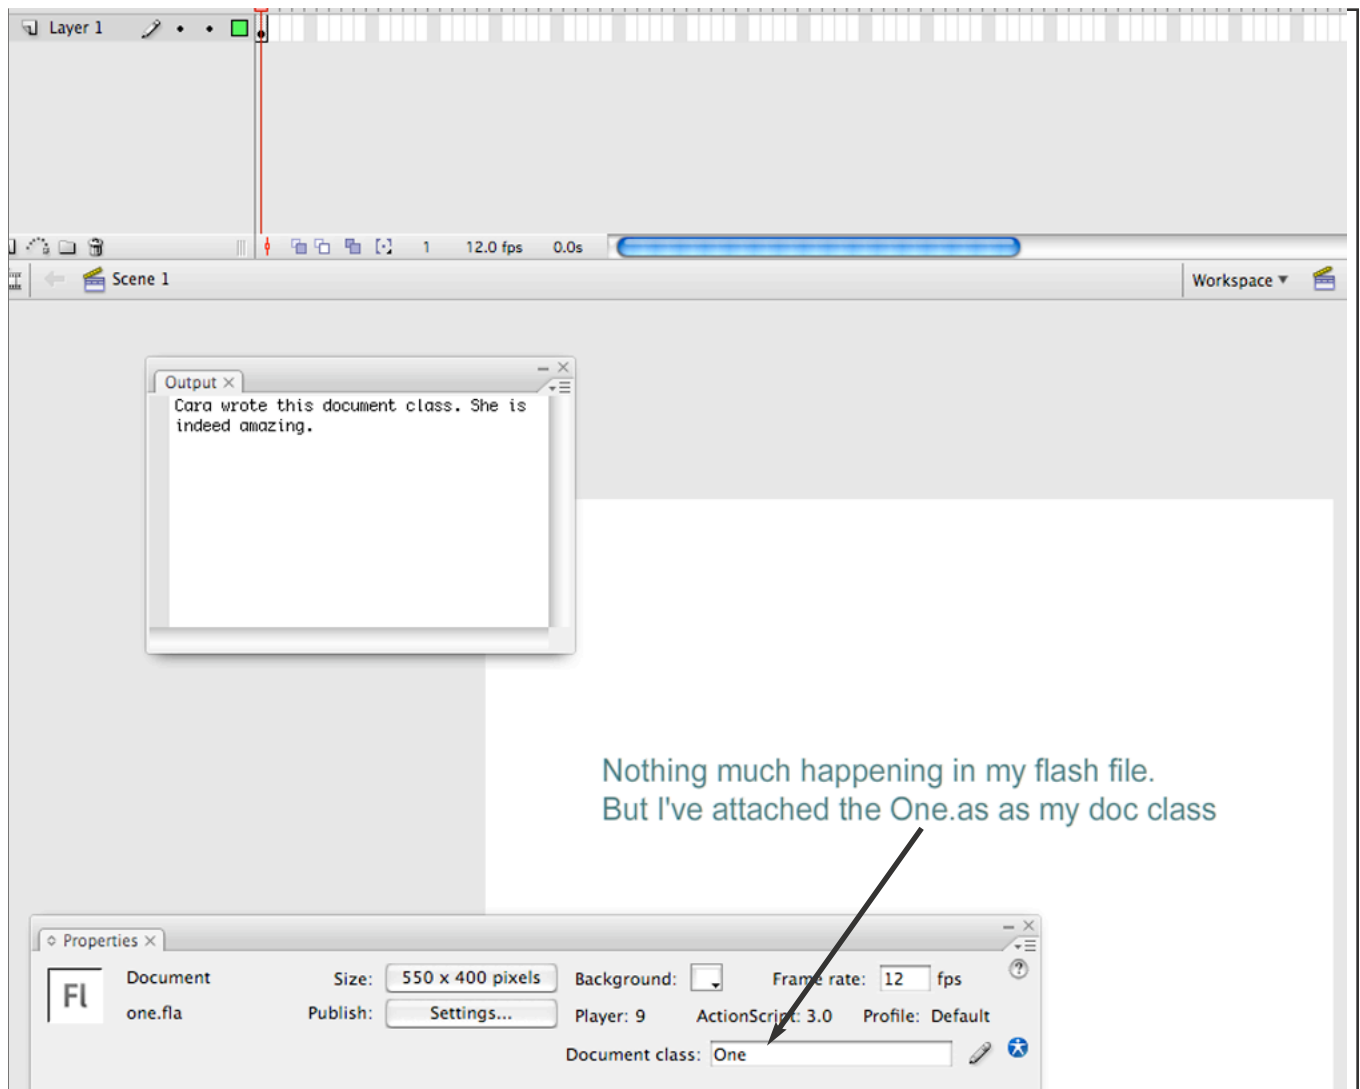 Layer 1
1 12.0 fps 0.0s
Scene 1
Workspace
Output
Cara wrote this document class. She is
indeed amazing.
Nothing much happening in my flash file.
But I've attached the One.as as my doc class
Properties
Fl
Document Size: 550 x 400 pixels Background: Frame rate: 12 fps
one.fla Publish: Settings... Player: 9 ActionScript: 3.0 Profile: Default
Document class: One